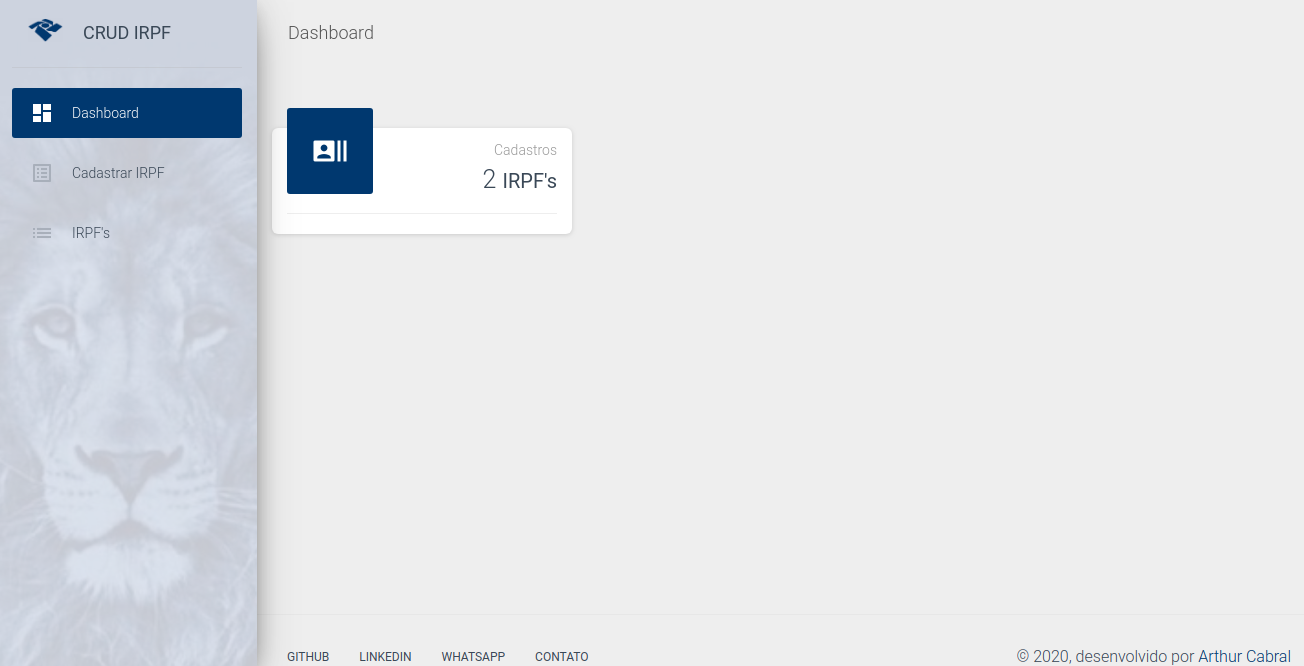 CRUD IRPF
Dashboard
Cadastrar IRPF
IRPF's
Dashboard
Cadastros
2 IRPF's
GITHUB
LINKEDIN
WHATSAPP
CONTATO
© 2020, desenvolvido por Arthur Cabral